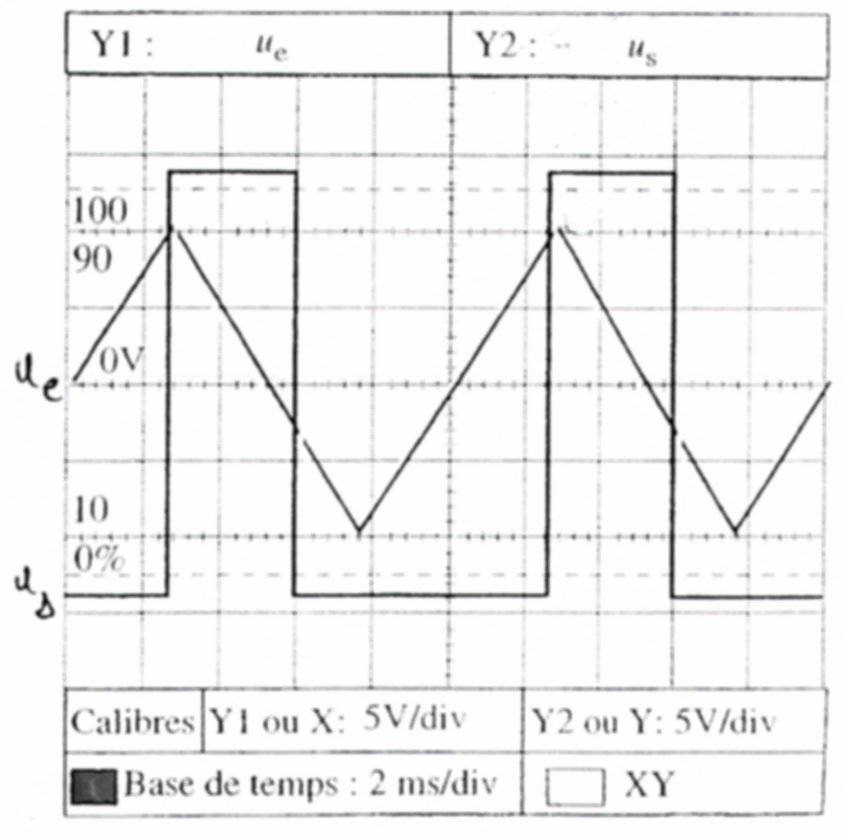 Y1 : u_e Y2 : - u_s
100
90
0V
u_e
10
0%
u_s
Calibres Y1 ou X: 5V/div Y2 ou Y: 5V/div
Base de temps : 2 ms/div XY